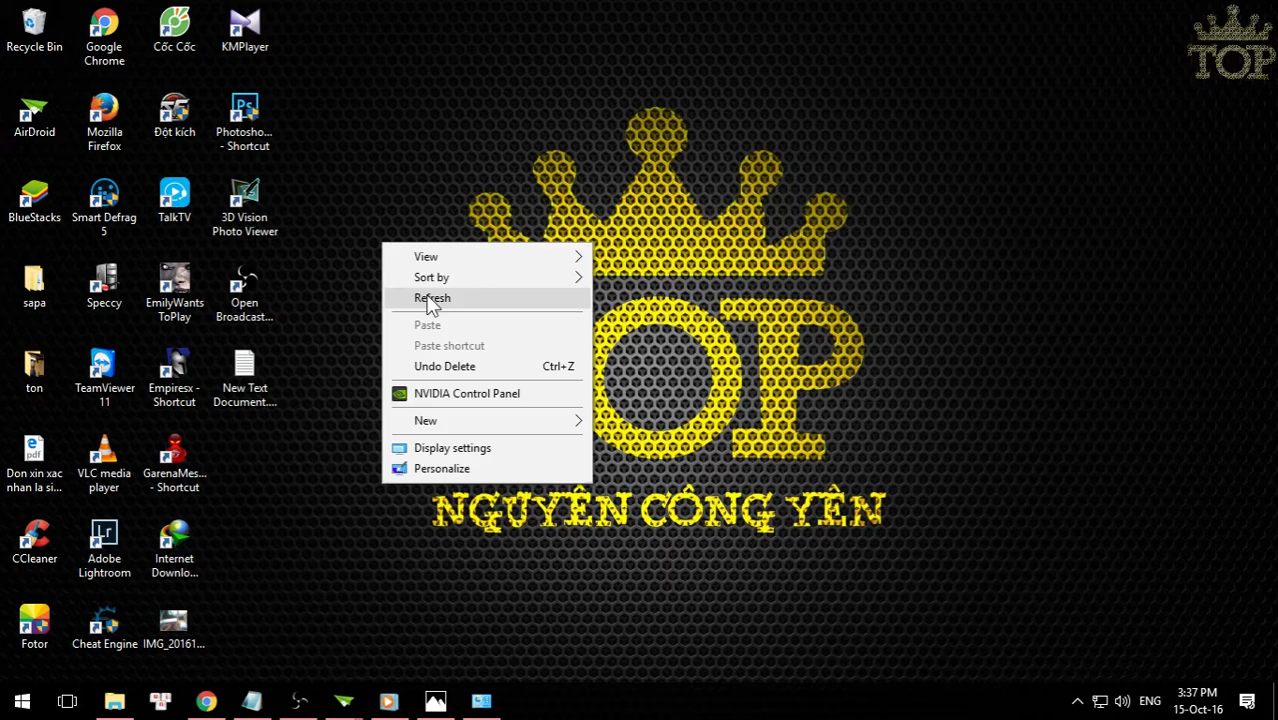 Recycle Bin
Google
Chrome
Cốc Cốc
KMPlayer
TOP
AirDroid
Mozilla
Firefox
Đột kích
Photosho...
- Shortcut
BlueStacks
Smart Defrag
5
TalkTV
3D Vision
Photo Viewer
sapa
Speccy
EmilyWants
ToPlay
Open
Broadcast...
View
Sort by
Refresh
Paste
Paste shortcut
Undo Delete Ctrl+Z
NVIDIA Control Panel
New
Display settings
Personalize
OP
ton
TeamViewer
11
Empiresx -
Shortcut
New Text
Document....
Don xin xac
nhan la si...
VLC media
player
GarenaMes...
- Shortcut
NGUYỄN CÔNG YÊN
CCleaner
Adobe
Lightroom
Internet
Downlo...
Fotor
Cheat Engine
IMG_20161...
ENG
3:37 PM
15-Oct-16